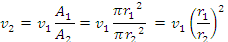 v₂ = v₁ A₁/A₂ = v₁ πr₁²/πr₂² = v₁ (r₁/r₂)²